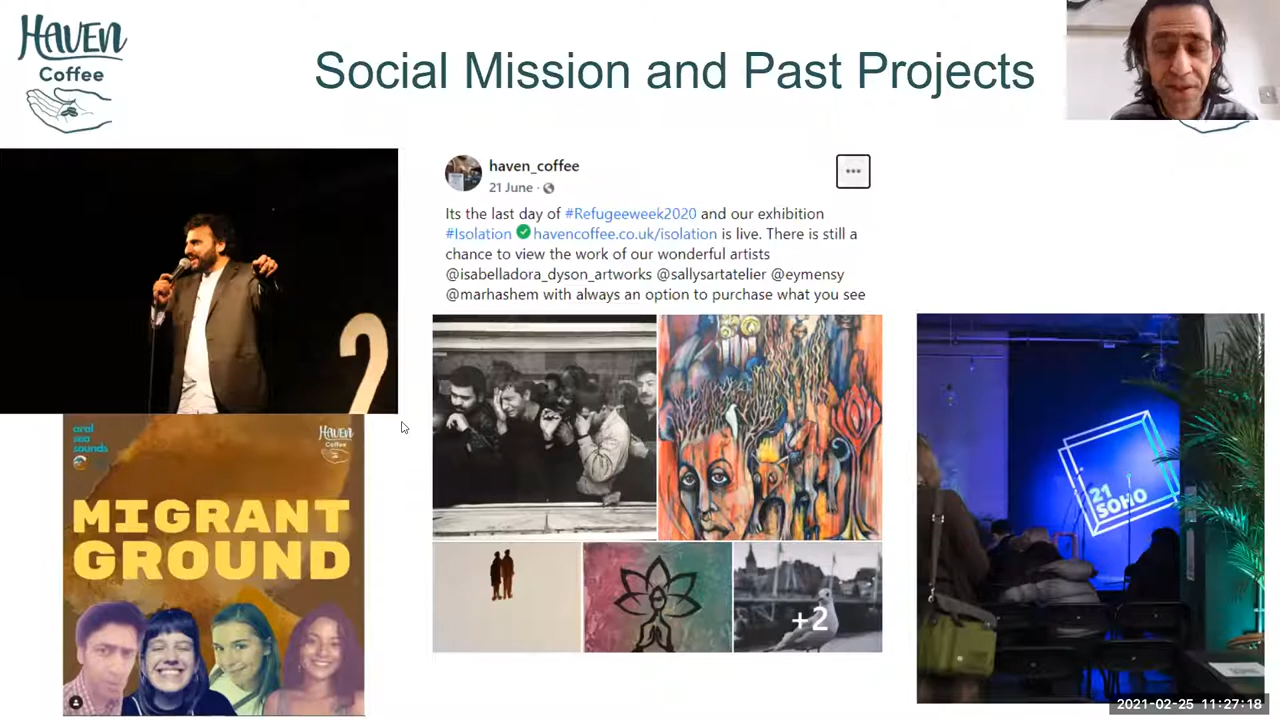 HAVEN
Coffee
Social Mission and Past Projects
haven_coffee
21 June ·
Its the last day of #Refugeeweek2020 and our exhibition
#Isolation havencoffee.co.uk/isolation is live. There is still a
chance to view the work of our wonderful artists
@isabelladora_dyson_artworks @sallysartatelier @eymensy
@marhashem with always an option to purchase what you see
+2
2
aral
sea
sounds
HAVEN
Coffee
MIGRANT
GROUND
21
SOHO
2021-02-25 11:27:18